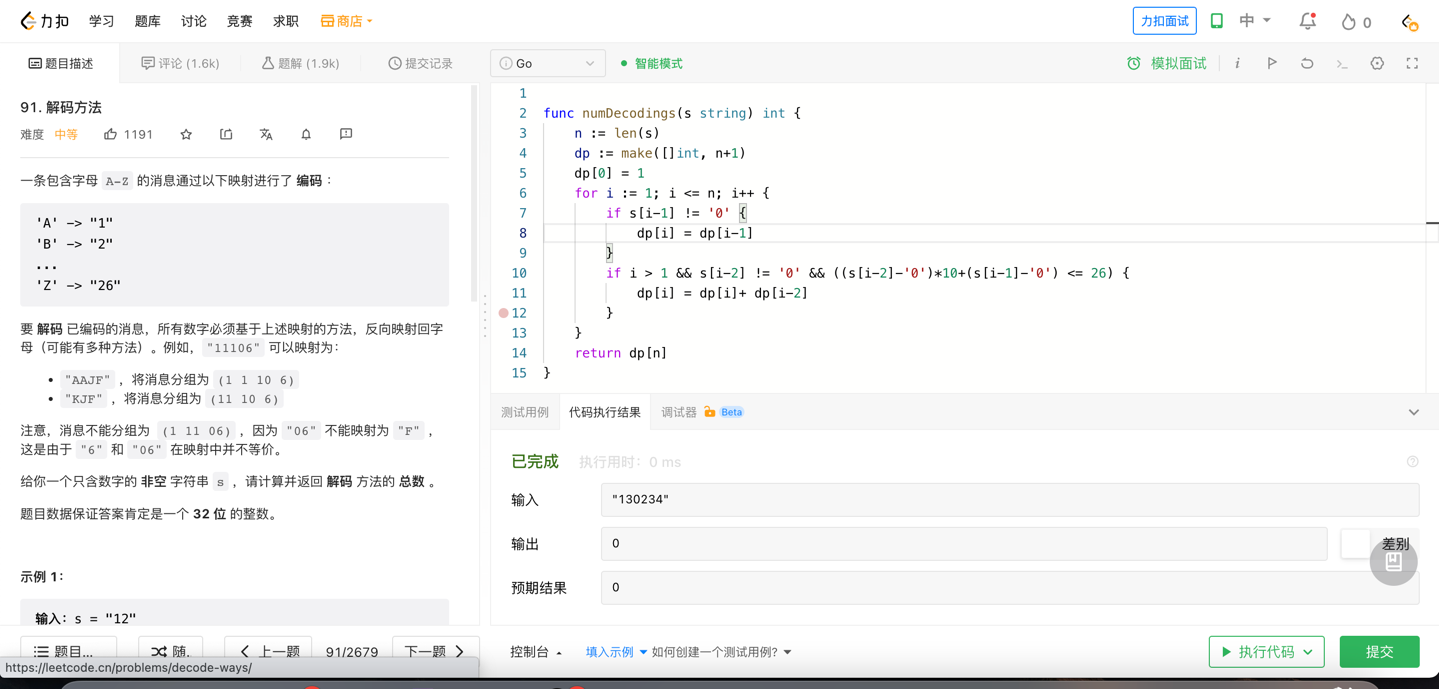 力扣 学习 题库 讨论 竞赛 求职 商店 力扣面试 中 0
题目描述 评论 (1.6k) 题解 (1.9k) 提交记录 Go 智能模式 模拟面试
91. 解码方法
难度 中等 1191
一条包含字母 A-Z 的消息通过以下映射进行了 编码 ：
'A' -> "1"
'B' -> "2"
...
'Z' -> "26"
要 解码 已编码的消息，所有数字必须基于上述映射的方法，反向映射回字
母（可能有多种方法）。例如，"11106" 可以映射为：
• "AAJF" ，将消息分组为 (1 1 10 6)
• "KJF" ，将消息分组为 (11 10 6)
注意，消息不能分组为 (1 11 06) ，因为 "06" 不能映射为 "F" ，
这是由于 "6" 和 "06" 在映射中并不等价。
给你一个只含数字的 非空 字符串 s ，请计算并返回 解码 方法的 总数 。
题目数据保证答案肯定是一个 32 位 的整数。
示例 1：
输入：s = "12"
题目... 随... 上一题 91/2679 下一题
https://leetcode.cn/problems/decode-ways/
1
2 func numDecodings(s string) int {
3 n := len(s)
4 dp := make([]int, n+1)
5 dp[0] = 1
6 for i := 1; i <= n; i++ {
7 if s[i-1] != '0' {
8 dp[i] = dp[i-1]
9 }
10 if i > 1 && s[i-2] != '0' && ((s[i-2]-'0')*10+(s[i-1]-'0') <= 26) {
11 dp[i] = dp[i]+ dp[i-2]
12 }
13 }
14 return dp[n]
15 }
测试用例 代码执行结果 调试器 Beta
已完成 执行用时：0 ms
输入 "130234"
输出 0 差别
预期结果 0
控制台 填入示例 如何创建一个测试用例? 执行代码 提交